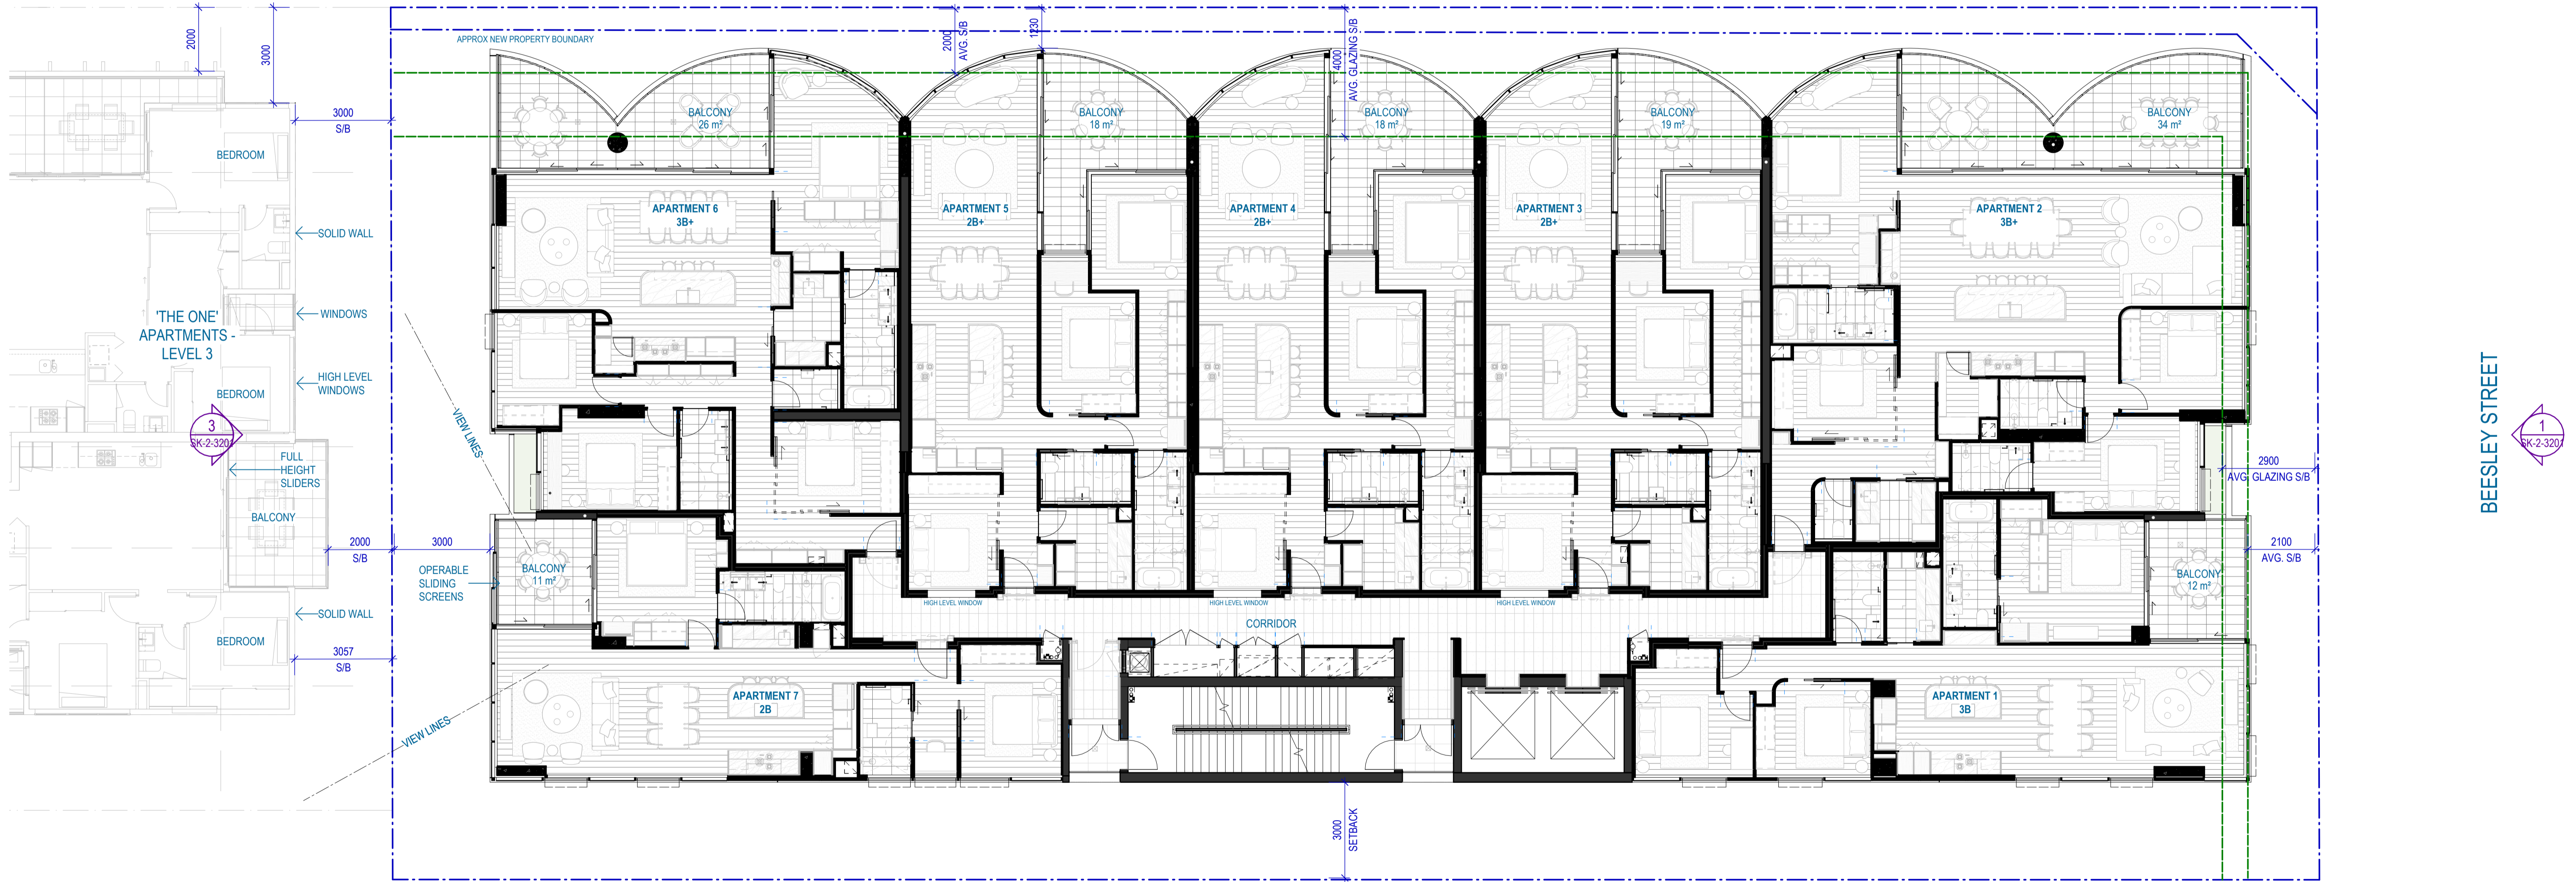 2000
3000
APPROX NEW PROPERTY BOUNDARY
2000
AVG. S/B
1230
4000
AVG. GLAZING S/B
3000
S/B
BALCONY
26 m²
BALCONY
18 m²
BALCONY
18 m²
BALCONY
19 m²
BALCONY
34 m²
BEDROOM
SOLID WALL
APARTMENT 6
3B+
APARTMENT 5
2B+
APARTMENT 4
2B+
APARTMENT 3
2B+
APARTMENT 2
3B+
'THE ONE'
APARTMENTS -
LEVEL 3
WINDOWS
HIGH LEVEL
WINDOWS
BEDROOM
3
SK-2-3201
VIEW LINES
BEESLEY STREET
1
SK-2-3201
FULL
HEIGHT
SLIDERS
BALCONY
2900
AVG. GLAZING S/B
2000
S/B
3000
2100
AVG. S/B
OPERABLE
SLIDING
SCREENS
BALCONY
11 m²
BALCONY
12 m²
HIGH LEVEL WINDOW
HIGH LEVEL WINDOW
HIGH LEVEL WINDOW
SOLID WALL
CORRIDOR
BEDROOM
3057
S/B
VIEW LINES
APARTMENT 7
2B
APARTMENT 1
3B
3000
SETBACK